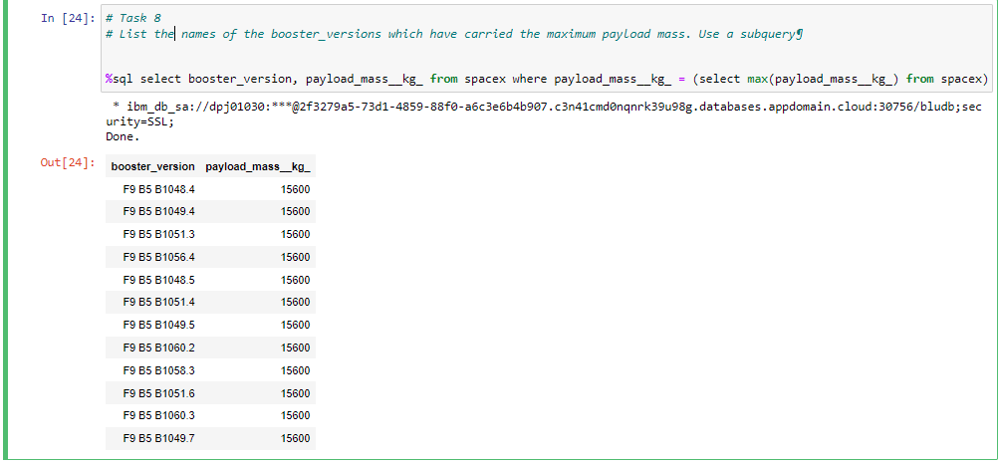 In [24]: # Task 8
# List the names of the booster_versions which have carried the maximum payload mass. Use a subquery¶
%sql select booster_version, payload_mass__kg_ from spacex where payload_mass__kg_ = (select max(payload_mass__kg_) from spacex)
* ibm_db_sa://dpj01030:***@2f3279a5-73d1-4859-88f0-a6c3e6b4b907.c3n41cmd0nqnrk39u98g.databases.appdomain.cloud:30756/bludb;sec
urity=SSL;
Done.
Out[24]: booster_version payload_mass__kg_
F9 B5 B1048.4 15600
F9 B5 B1049.4 15600
F9 B5 B1051.3 15600
F9 B5 B1056.4 15600
F9 B5 B1048.5 15600
F9 B5 B1051.4 15600
F9 B5 B1049.5 15600
F9 B5 B1060.2 15600
F9 B5 B1058.3 15600
F9 B5 B1051.6 15600
F9 B5 B1060.3 15600
F9 B5 B1049.7 15600